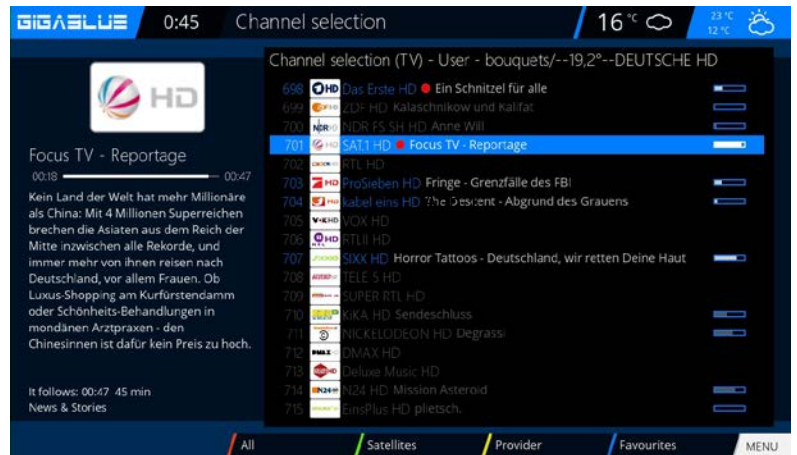 GIGABLUE 0:45 Channel selection 16°C 23°C
12°C
HD
Focus TV - Reportage
00:18 00:47
Kein Land der Welt hat mehr Millionäre
als China: Mit 4 Millionen Superreichen
brechen die Asiaten aus dem Reich der
Mitte inzwischen alle Rekorde, und
immer mehr von ihnen reisen nach
Deutschland, vor allem Frauen. Ob
Luxus-Shopping am Kurfürstendamm
oder Schönheits-Behandlungen in
mondänen Arztpraxen - den
Chinesinnen ist dafür kein Preis zu hoch.
It follows: 00:47 45 min
News & Stories
Channel selection (TV) - User - bouquets/--19,2°--DEUTSCHE HD
698 HD Das Erste HD Ein Schnitzel für alle
699 ZDF HD Kalaschnikow und Kalifat
700 NDR FS SH HD Anne Will
701 HD SAT.1 HD Focus TV - Reportage
702 RTL HD
703 HD ProSieben HD Fringe - Grenzfälle des FBI
704 HD kabel eins HD The Descent - Abgrund des Grauens
705 VOX HD
706 HD RTLII HD
707 SIXX HD Horror Tattoos - Deutschland, wir retten Deine Haut
708 TELE 5 HD
709 SUPER RTL HD
710 KiKA HD Sendeschluss
711 NICKELODEON HD Degrassi
712 DMAX DMAX HD
713 Deluxe Music HD
714 N24 N24 HD Mission Asteroid
715 EinsPlus HD plietsch.
All Satellites Provider Favourites MENU